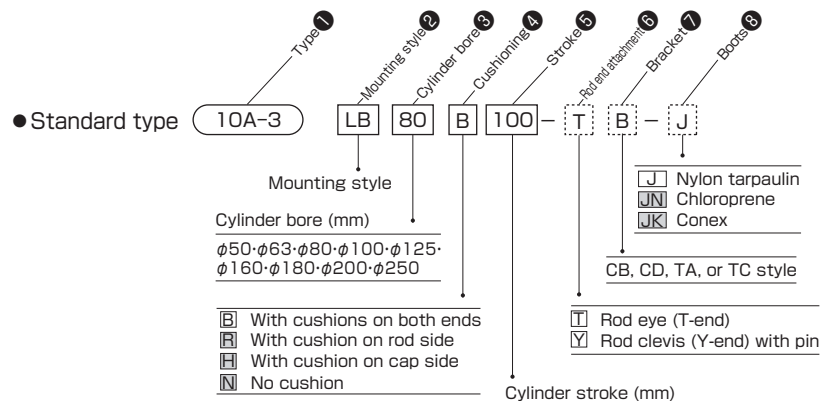 Type❶
Mounting style❷
Cylinder bore❸
Cushioning❹
Stroke❺
Rod end attachment❻
Bracket❼
Boots❽
●Standard type 10A-3 LB 80 B 100 - T B - J
Mounting style
Cylinder bore (mm)
φ50·φ63·φ80·φ100·φ125·
φ160·φ180·φ200·φ250
B With cushions on both ends
R With cushion on rod side
H With cushion on cap side
N No cushion
Cylinder stroke (mm)
J Nylon tarpaulin
JN Chloroprene
JK Conex
CB, CD, TA, or TC style
T Rod eye (T-end)
Y Rod clevis (Y-end) with pin